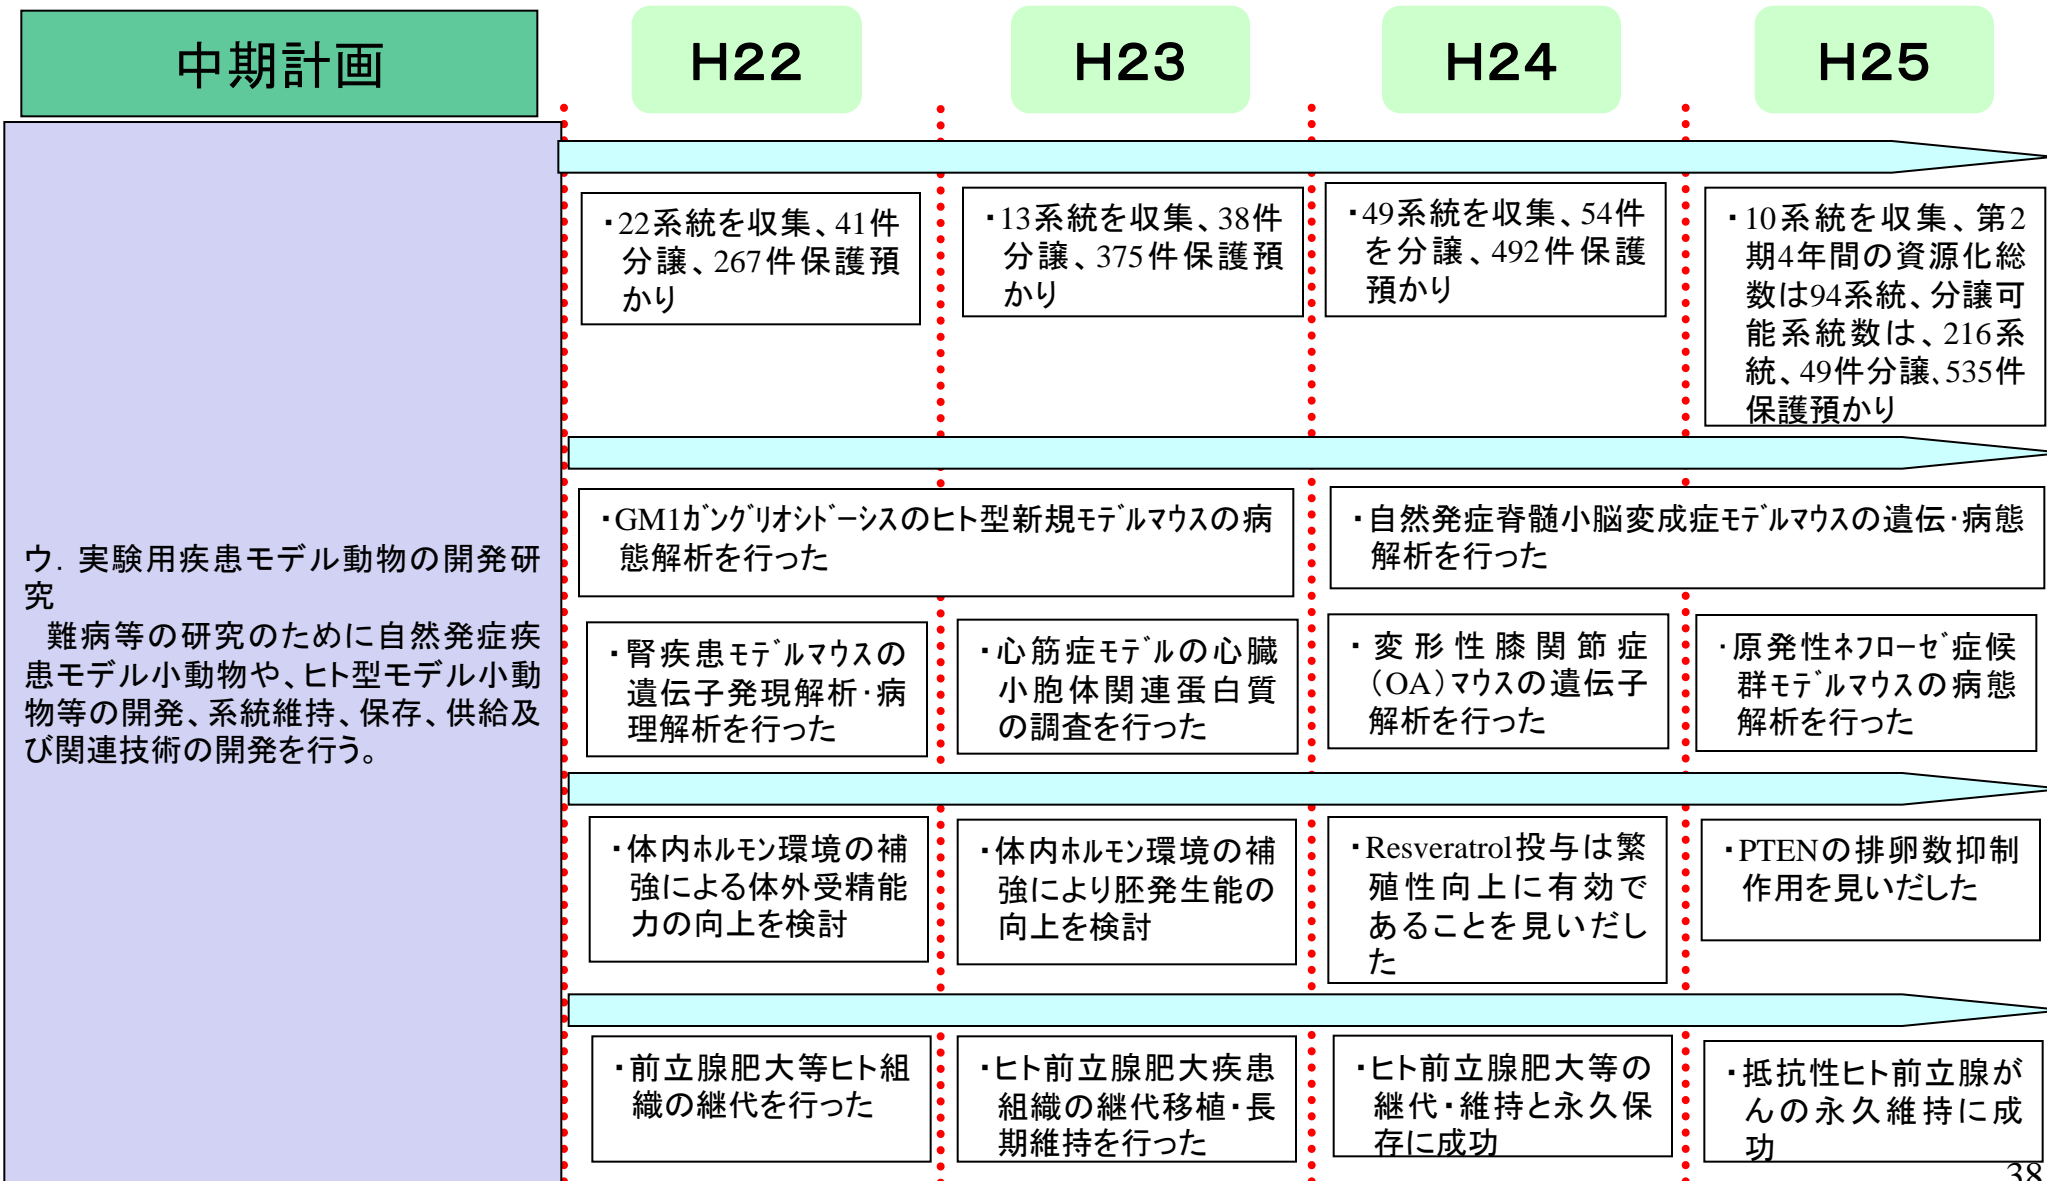 中期計画
H22
H23
H24
H25
ウ．実験用疾患モデル動物の開発研
究
難病等の研究のために自然発症疾
患モデル小動物や、ヒト型モデル小動
物等の開発、系統維持、保存、供給及
び関連技術の開発を行う。
・22系統を収集、41件
分譲、267件保護預
かり
・13系統を収集、38件
分譲、375件保護預
かり
・49系統を収集、54件
を分譲、492件保護
預かり
・10系統を収集、第2
期4年間の資源化総
数は94系統、分譲可
能系統数は、216系
統、49件分譲､535件
保護預かり
・GM1ｶﾞﾝｸﾞﾘｵｼﾄﾞｰｼｽのヒト型新規ﾓﾃﾞﾙマウスの病
態解析を行った
・自然発症脊髄小脳変成症ﾓﾃﾞﾙマウスの遺伝・病態
解析を行った
・腎疾患ﾓﾃﾞﾙマウスの
遺伝子発現解析・病
理解析を行った
・心筋症ﾓﾃﾞﾙの心臓
小胞体関連蛋白質
の調査を行った
・変形性膝関節症
（OA）マウスの遺伝子
解析を行った
・原発性ﾈﾌﾛｰｾﾞ症候
群ﾓﾃﾞﾙマウスの病態
解析を行った
・体内ﾎﾙﾓﾝ環境の補
強による体外受精能
力の向上を検討
・体内ﾎﾙﾓﾝ環境の補
強により胚発生能の
向上を検討
・Resveratrol投与は繁
殖性向上に有効で
あることを見いだし
た
・PTENの排卵数抑制
作用を見いだした
・前立腺肥大等ヒト組
織の継代を行った
・ヒト前立腺肥大疾患
組織の継代移植・長
期維持を行った
・ヒト前立腺肥大等の
継代・維持と永久保
存に成功
・抵抗性ヒト前立腺が
んの永久維持に成
功
38